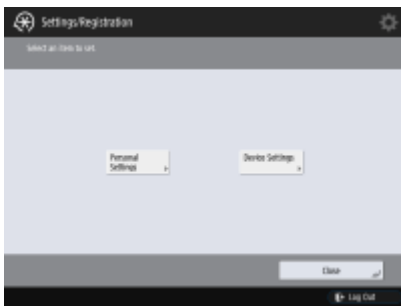 Settings/Registration
Select an item to set.
Personal
Settings
Device Settings
Close
Log Out